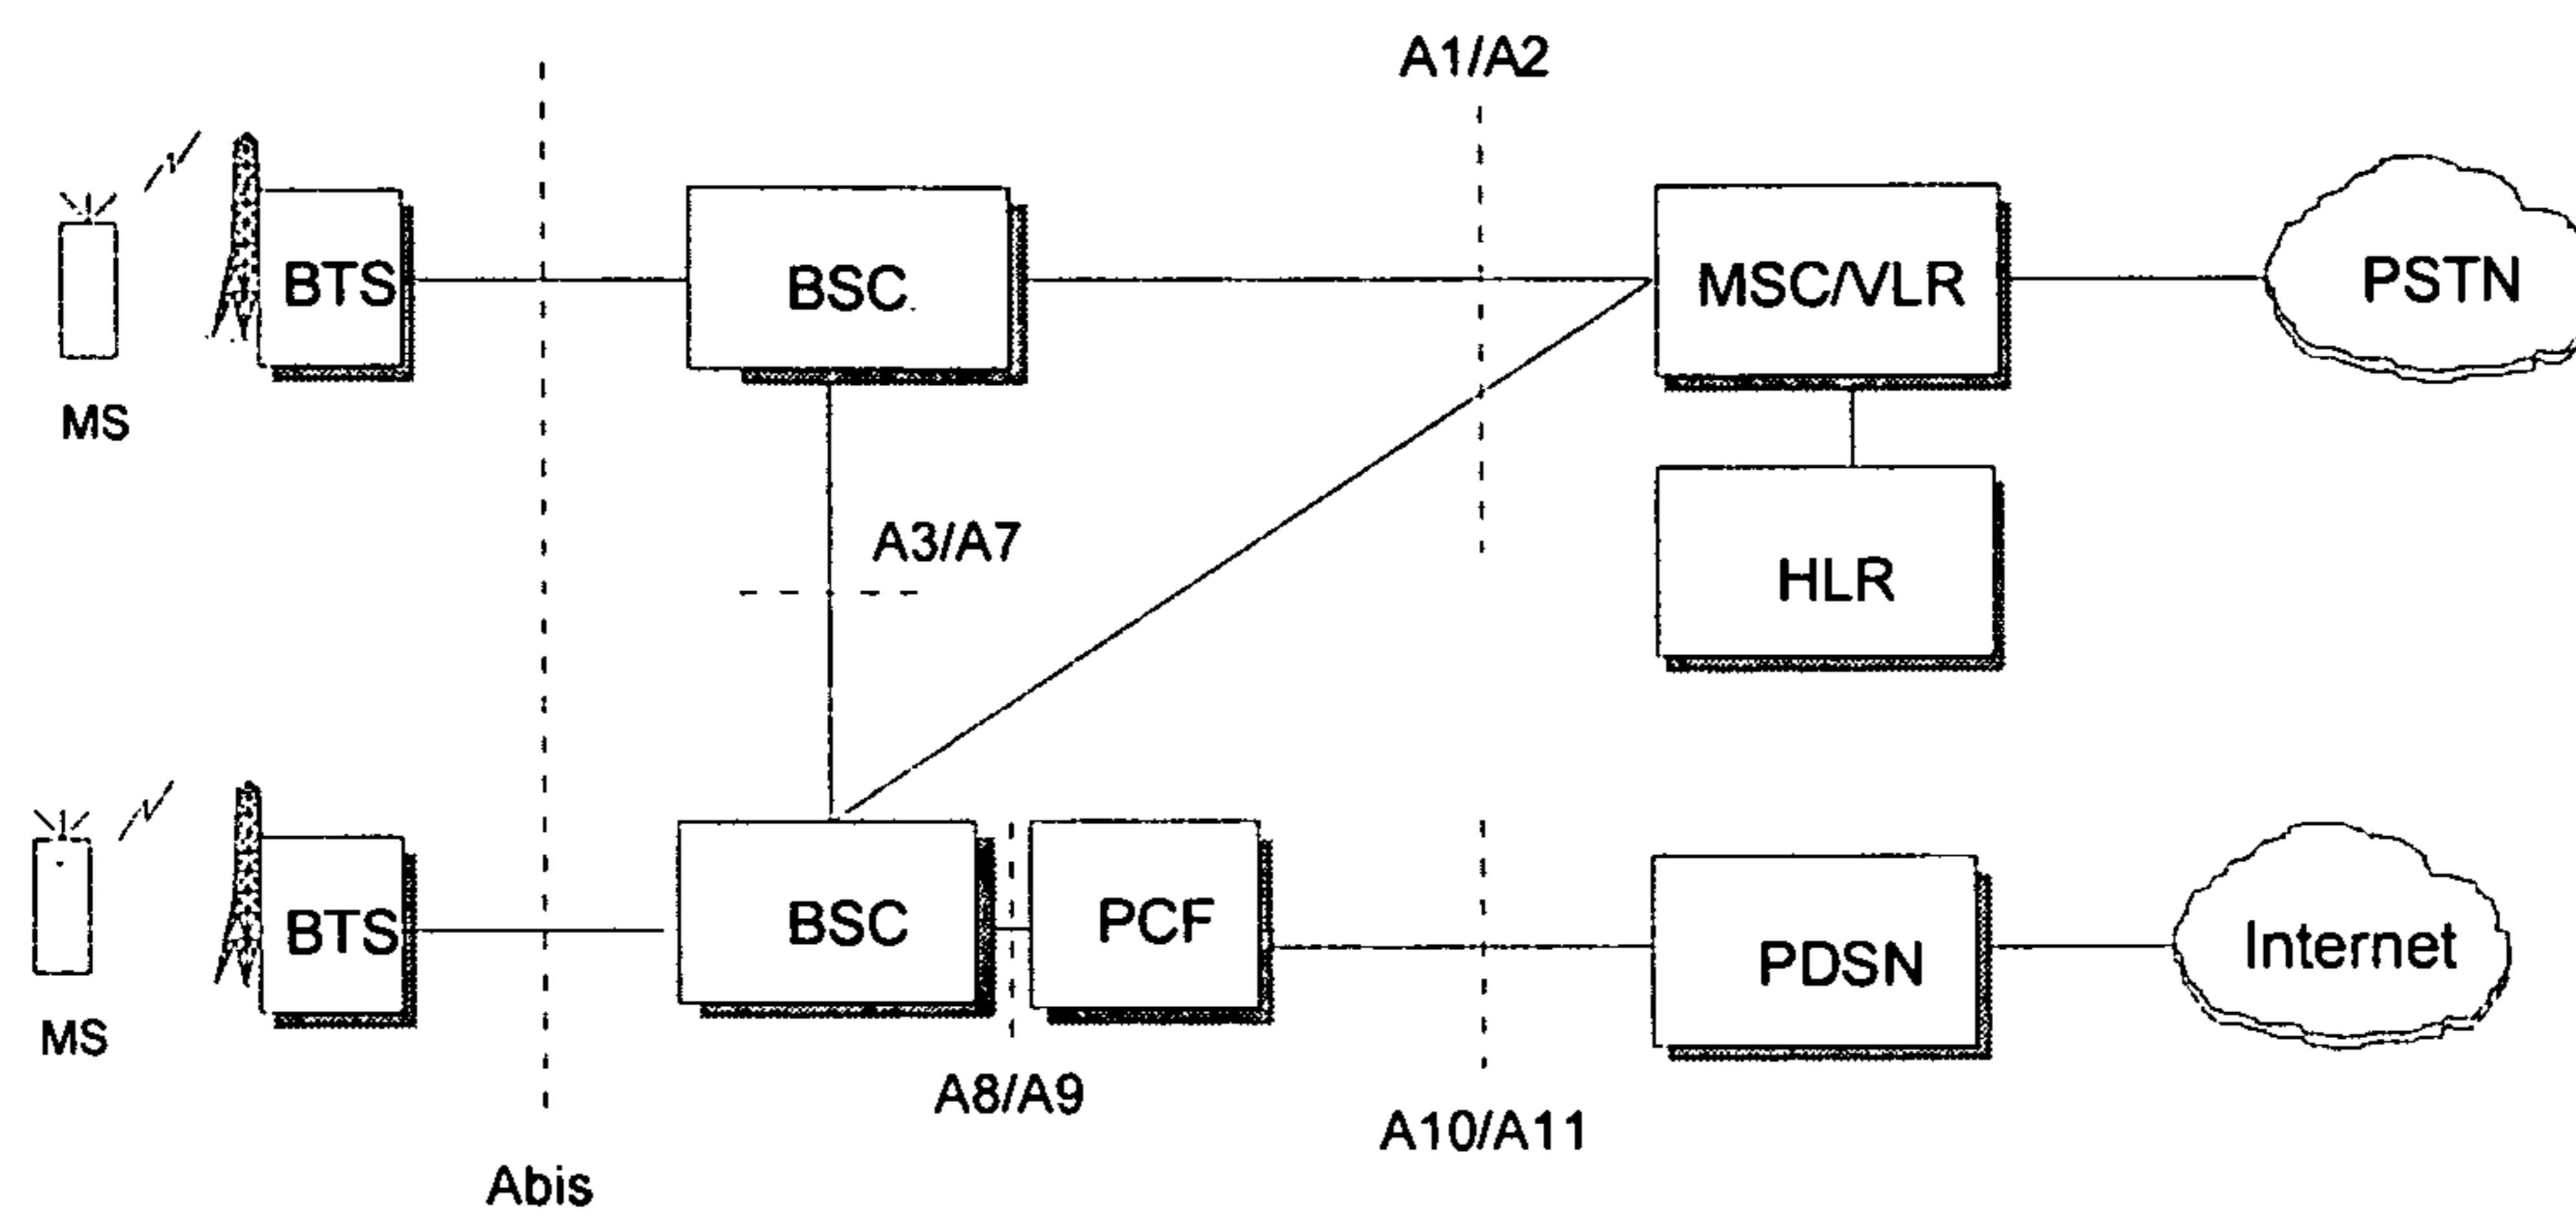 A1/A2
BTS
BSC
MSC/VLR
PSTN
MS
A3/A7
HLR
BTS
BSC
PCF
PDSN
Internet
MS
A8/A9
A10/A11
Abis